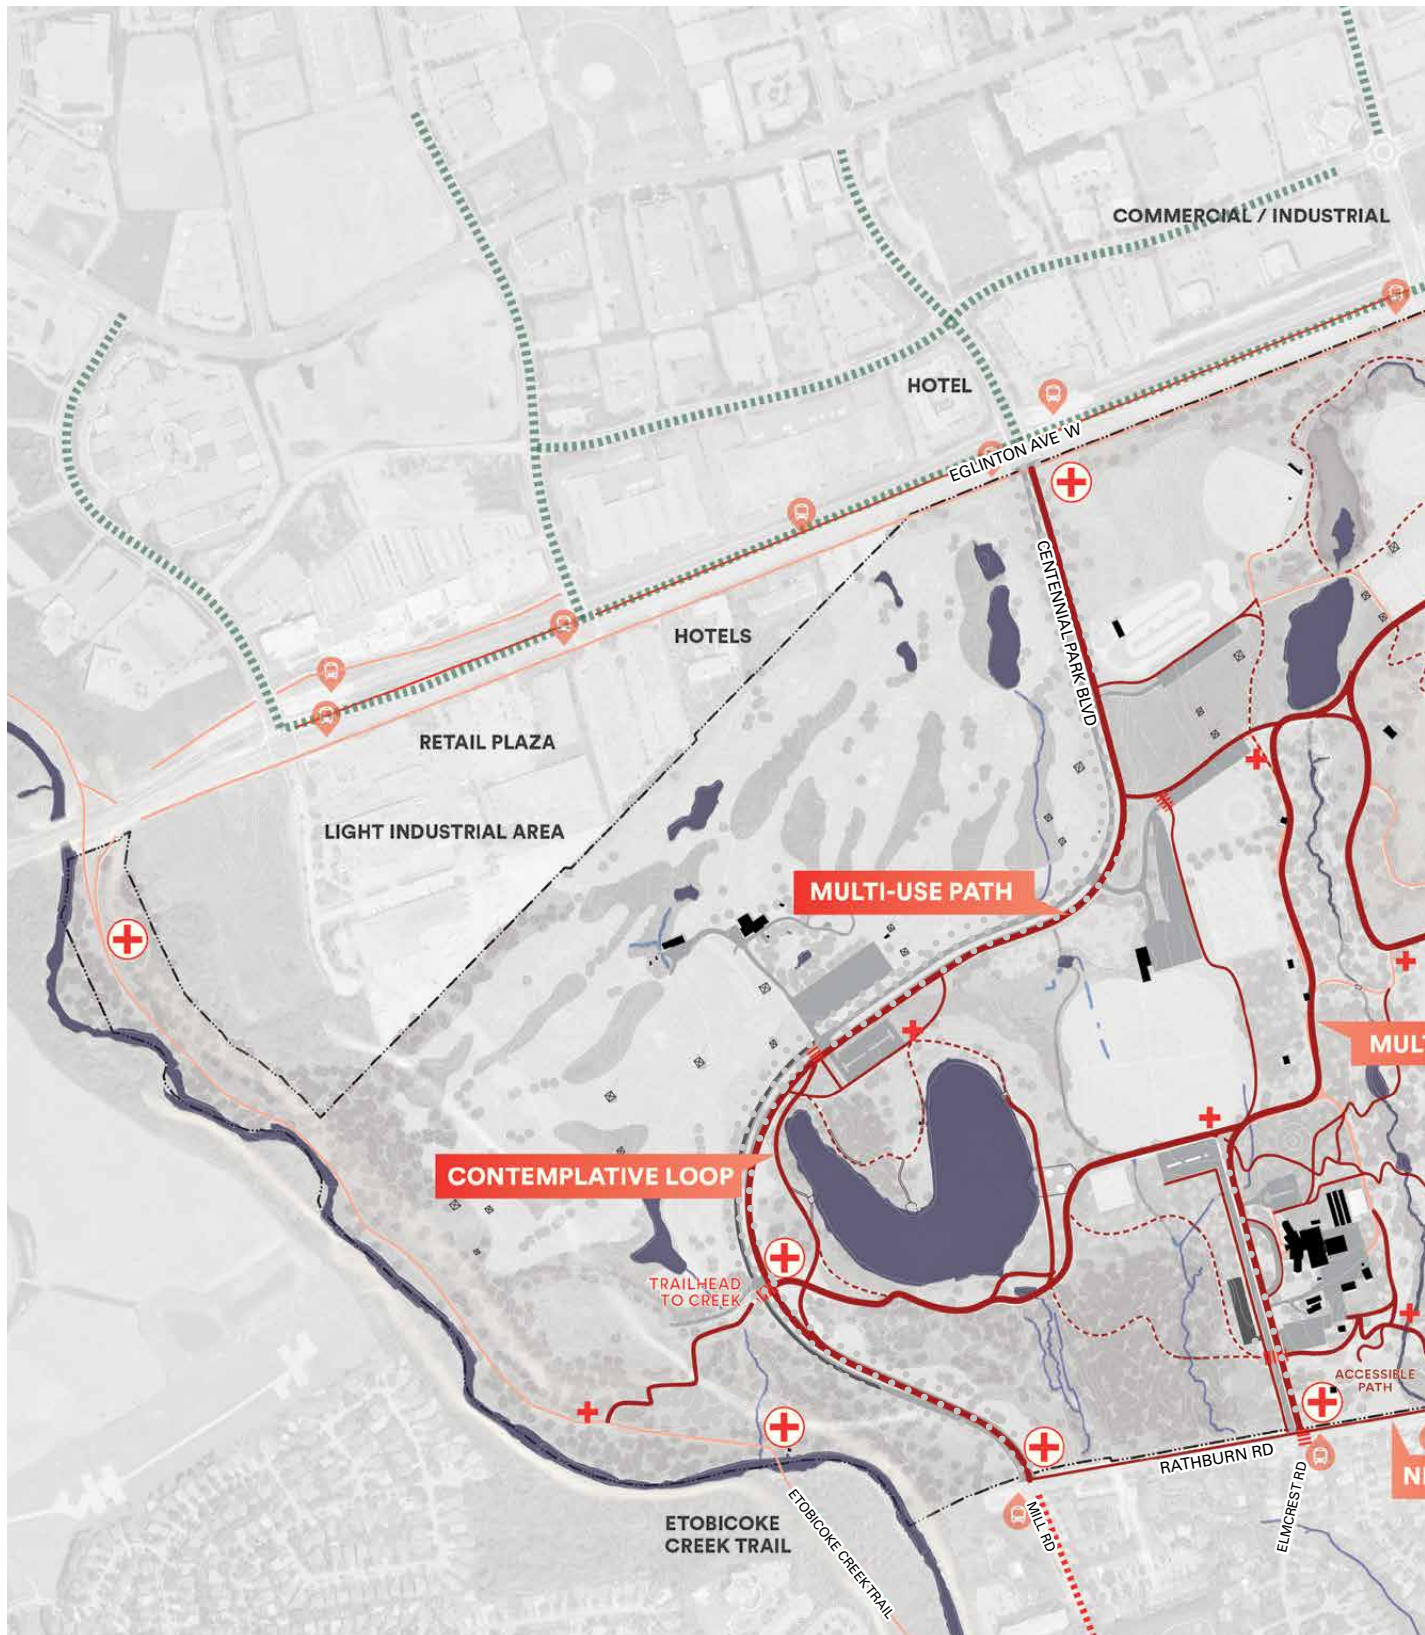 COMMERCIAL / INDUSTRIAL
HOTEL
EGLINTON AVE W
CENTENNIAL PARK BLVD
HOTELS
RETAIL PLAZA
LIGHT INDUSTRIAL AREA
MULTI-USE PATH
MUL
CONTEMPLATIVE LOOP
TRAILHEAD
TO CREEK
ACCESSIBLE
PATH
RATHBURN RD
ELMCREST RD
MILL RD
ETOBICOKE
CREEK TRAIL
ETOBICOKE CREEK TRAIL